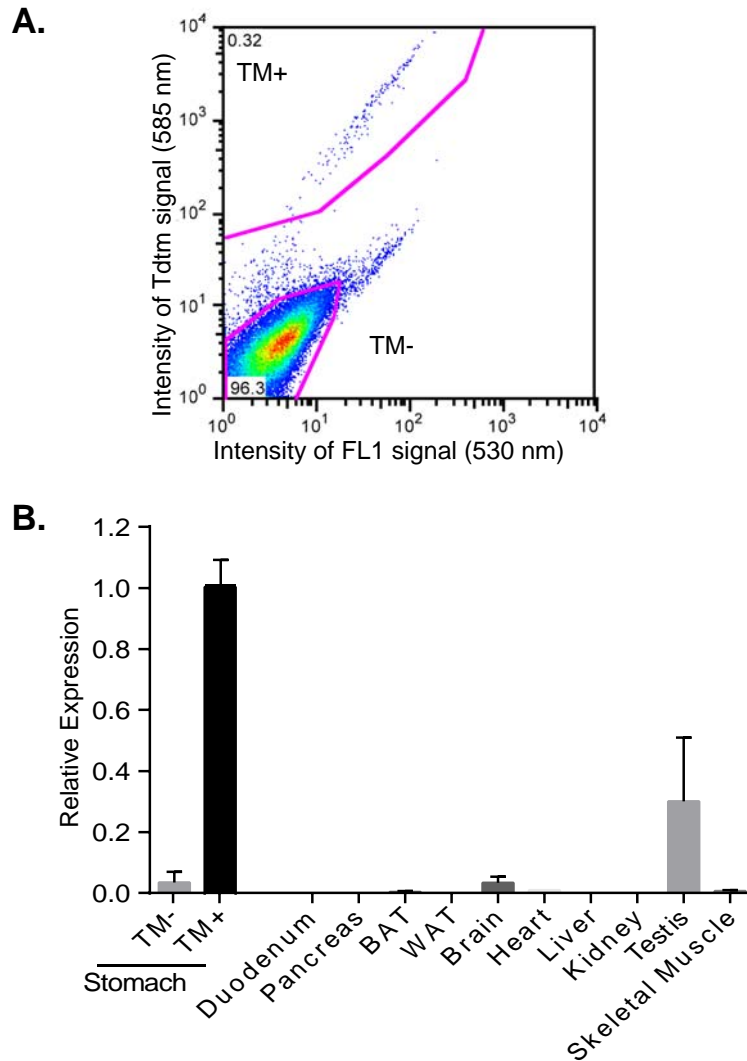 A.
Intensity of Tdtm signal (585 nm)
10^4
10^3
10^2
10^1
10^0
0.32
TM+
TM-
96.3
10^0 10^1 10^2 10^3 10^4
Intensity of FL1 signal (530 nm)
B.
Relative Expression
1.2
1.0
0.8
0.6
0.4
0.2
0.0
TM- TM+ Duodenum Pancreas BAT WAT Brain Heart Liver Kidney Testis Skeletal Muscle
Stomach